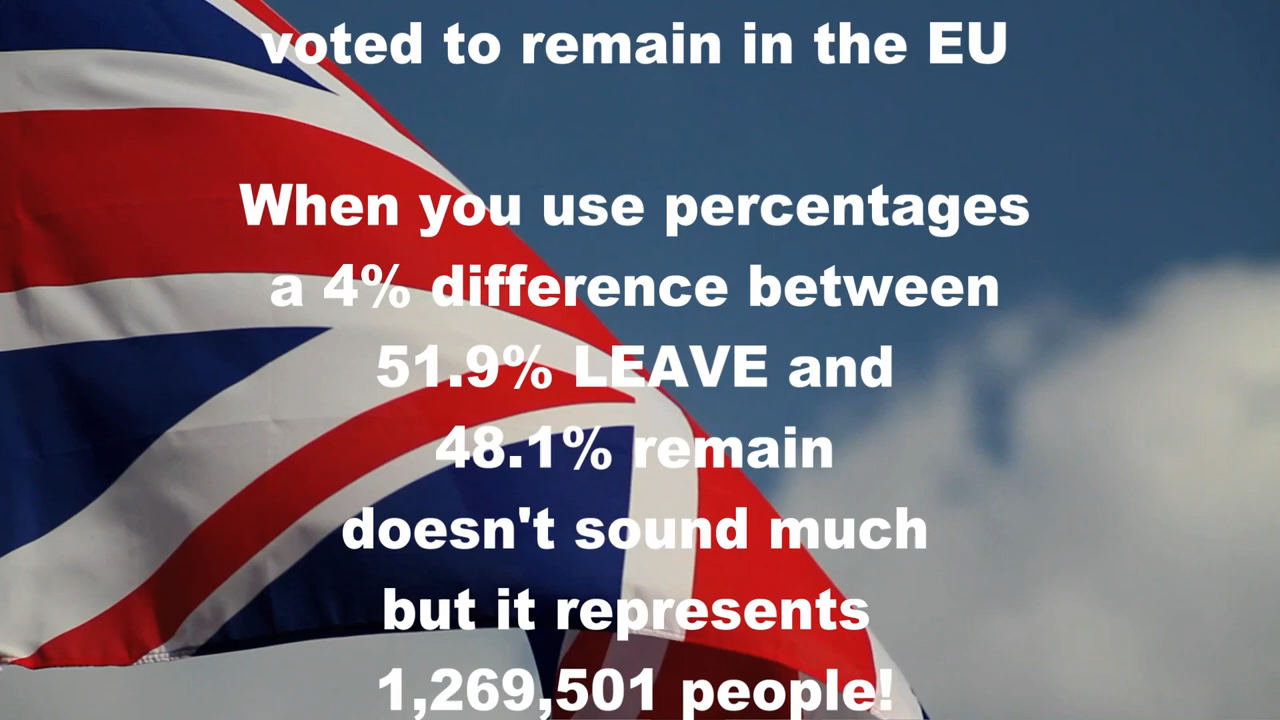 voted to remain in the EU
When you use percentages
a 4% difference between
51.9% LEAVE and
48.1% remain
doesn't sound much
but it represents
1,269,501 people!